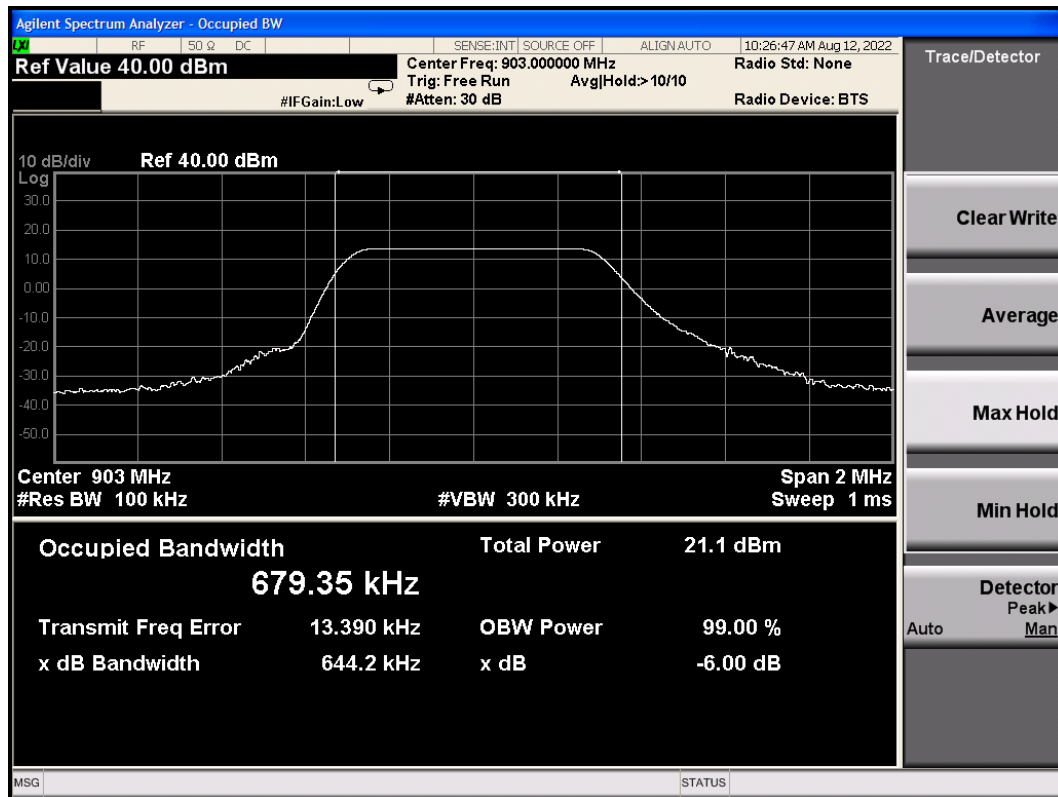 Agilent Spectrum Analyzer - Occupied BW
LXI RF 50 Ω DC SENSE:INT SOURCE OFF ALIGN AUTO 10:26:47 AM Aug 12, 2022
Ref Value 40.00 dBm
Center Freq: 903.000000 MHz
Radio Std: None
Trig: Free Run Avg|Hold:> 10/10
#IFGain:Low
#Atten: 30 dB
Radio Device: BTS
10 dB/div Ref 40.00 dBm
Log
30.0
20.0
10.0
0.00
-10.0
-20.0
-30.0
-40.0
-50.0
Center 903 MHz Span 2 MHz
#Res BW 100 kHz #VBW 300 kHz Sweep 1 ms
Occupied Bandwidth Total Power 21.1 dBm
679.35 kHz
Transmit Freq Error 13.390 kHz OBW Power 99.00 %
x dB Bandwidth 644.2 kHz x dB -6.00 dB
MSG STATUS
Trace/Detector
Clear Write
Average
Max Hold
Min Hold
Detector
Peak▶
Auto Man